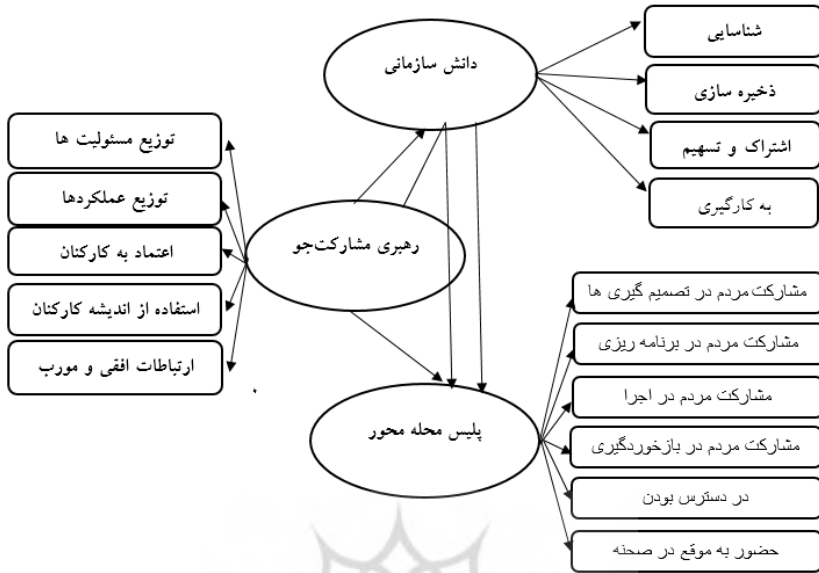 دانش سازمانی
شناسایی
ذخیره سازی
اشتراک و تسهیم
به کارگیری
رهبری مشارکت‌جو
توزیع مسئولیت ها
توزیع عملکردها
اعتماد به کارکنان
استفاده از اندیشه کارکنان
ارتباطات افقی و مورب
پلیس محله محور
مشارکت مردم در تصمیم گیری ها
مشارکت مردم در برنامه ریزی
مشارکت مردم در اجرا
مشارکت مردم در بازخوردگیری
در دسترس بودن
حضور به موقع در صحنه